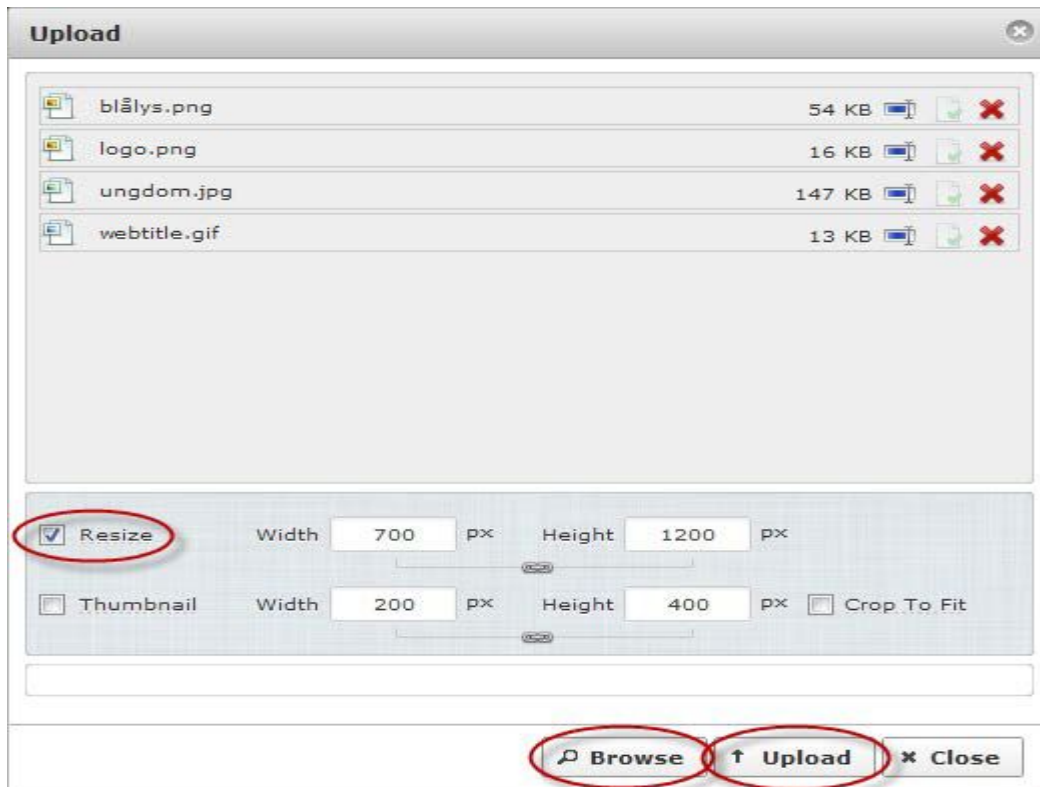 Upload
blålys.png 54 KB
logo.png 16 KB
ungdom.jpg 147 KB
webtitle.gif 13 KB
Resize Width 700 px Height 1200 px
Thumbnail Width 200 px Height 400 px Crop To Fit
Browse Upload Close